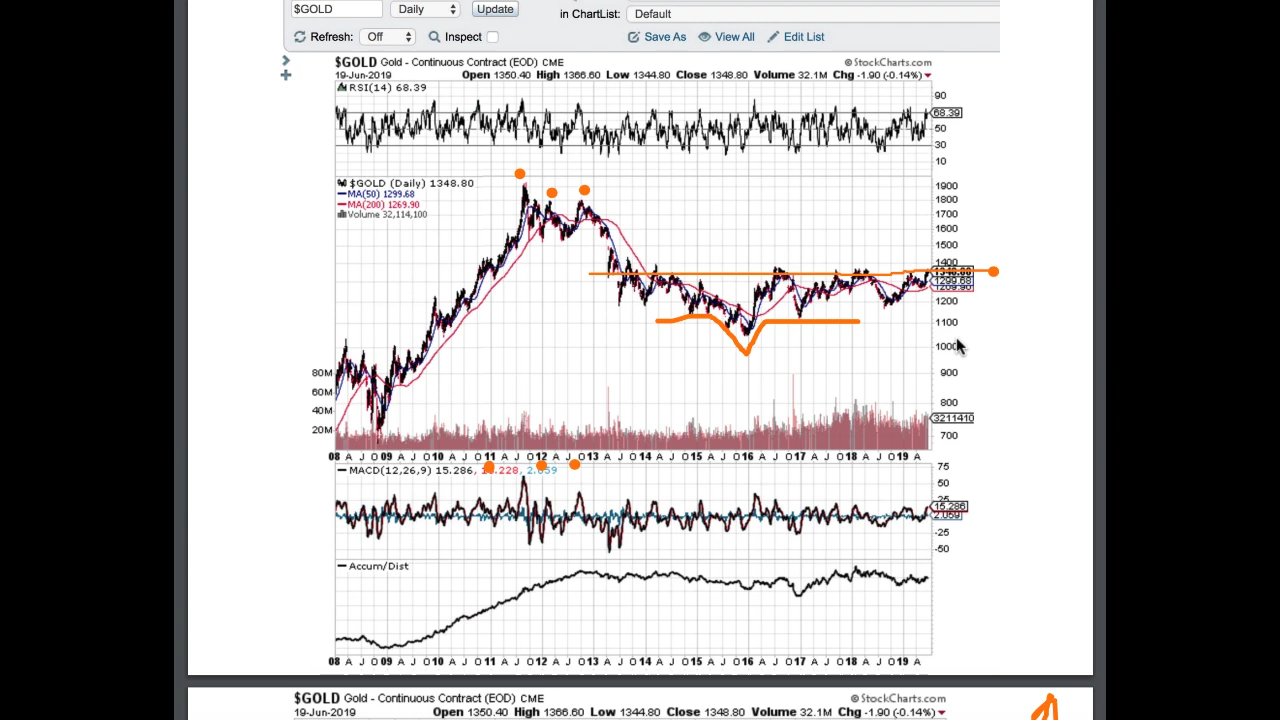 $GOLD Daily Update
in ChartList: Default
Refresh: Off Inspect
Save As View All Edit List
$GOLD Gold - Continuous Contract (EOD) CME © StockCharts.com
19-Jun-2019 Open 1350.40 High 1366.60 Low 1344.80 Close 1348.80 Volume 32.1M Chg -1.90 (-0.14%)
RSI(14) 68.39
90
68.39
50
30
10
$GOLD (Daily) 1348.80
MA(50) 1299.68
MA(200) 1269.90
Volume 32,114,100
1900
1800
1700
1600
1500
1400
1299.68
1200
1100
1000
900
800
700
80M
60M
40M
20M
3211410
08 A J O 09 A J O 10 A J O 11 A J O 12 A J O 13 A J O 14 A J O 15 A J O 16 A J O 17 A J O 18 A J O 19 A
MACD(12,26,9) 15.286,
75
50
25
15.286
2.059
-25
-50
Accum/Dist
08 A J O 09 A J O 10 A J O 11 A J O 12 A J O 13 A J O 14 A J O 15 A J O 16 A J O 17 A J O 18 A J O 19 A
$GOLD Gold - Continuous Contract (EOD) CME © StockCharts.com
19-Jun-2019 Open 1350.40 High 1366.60 Low 1344.80 Close 1348.80 Volume 32.1M Chg -1.90 (-0.14%)